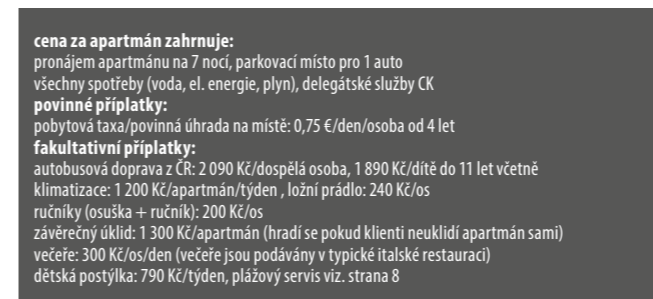 cena za apartmán zahrnuje:
pronájem apartmánu na 7 nocí, parkovací místo pro 1 auto
všechny spotřeby (voda, el. energie, plyn), delegátské služby CK
povinné příplatky:
pobytová taxa/povinná úhrada na místě: 0,75 €/den/osoba od 4 let
fakultativní příplatky:
autobusová doprava z ČR: 2 090 Kč/dospělá osoba, 1 890 Kč/dítě do 11 let včetně
klimatizace: 1 200 Kč/apartmán/týden , ložní prádlo: 240 Kč/os
ručníky (osuška + ručník): 200 Kč/os
závěrečný úklid: 1 300 Kč/apartmán (hradí se pokud klienti neuklidí apartmán sami)
večeře: 300 Kč/os/den (večeře jsou podávány v typické italské restauraci)
dětská postýlka: 790 Kč/týden, plážový servis viz. strana 8